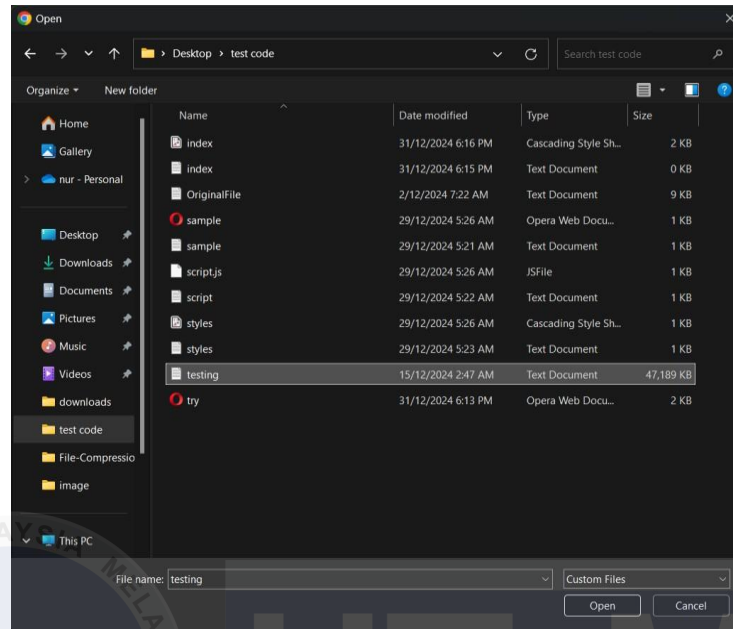 Open
Desktop > test code
Search test code
Organize
New folder
Home
Gallery
nur - Personal
Desktop
Downloads
Documents
Pictures
Music
Videos
downloads
test code
File-Compressio
image
This PC
Name Date modified Type Size
index 31/12/2024 6:16 PM Cascading Style Sh... 2 KB
index 31/12/2024 6:15 PM Text Document 0 KB
OriginalFile 2/12/2024 7:22 AM Text Document 9 KB
sample 29/12/2024 5:26 AM Opera Web Docu... 1 KB
sample 29/12/2024 5:21 AM Text Document 1 KB
script.js 29/12/2024 5:26 AM JSFile 1 KB
script 29/12/2024 5:22 AM Text Document 1 KB
styles 29/12/2024 5:26 AM Cascading Style Sh... 1 KB
styles 29/12/2024 5:23 AM Text Document 1 KB
testing 15/12/2024 2:47 AM Text Document 47,189 KB
try 31/12/2024 6:13 PM Opera Web Docu... 2 KB
File name: testing
Custom Files
Open
Cancel